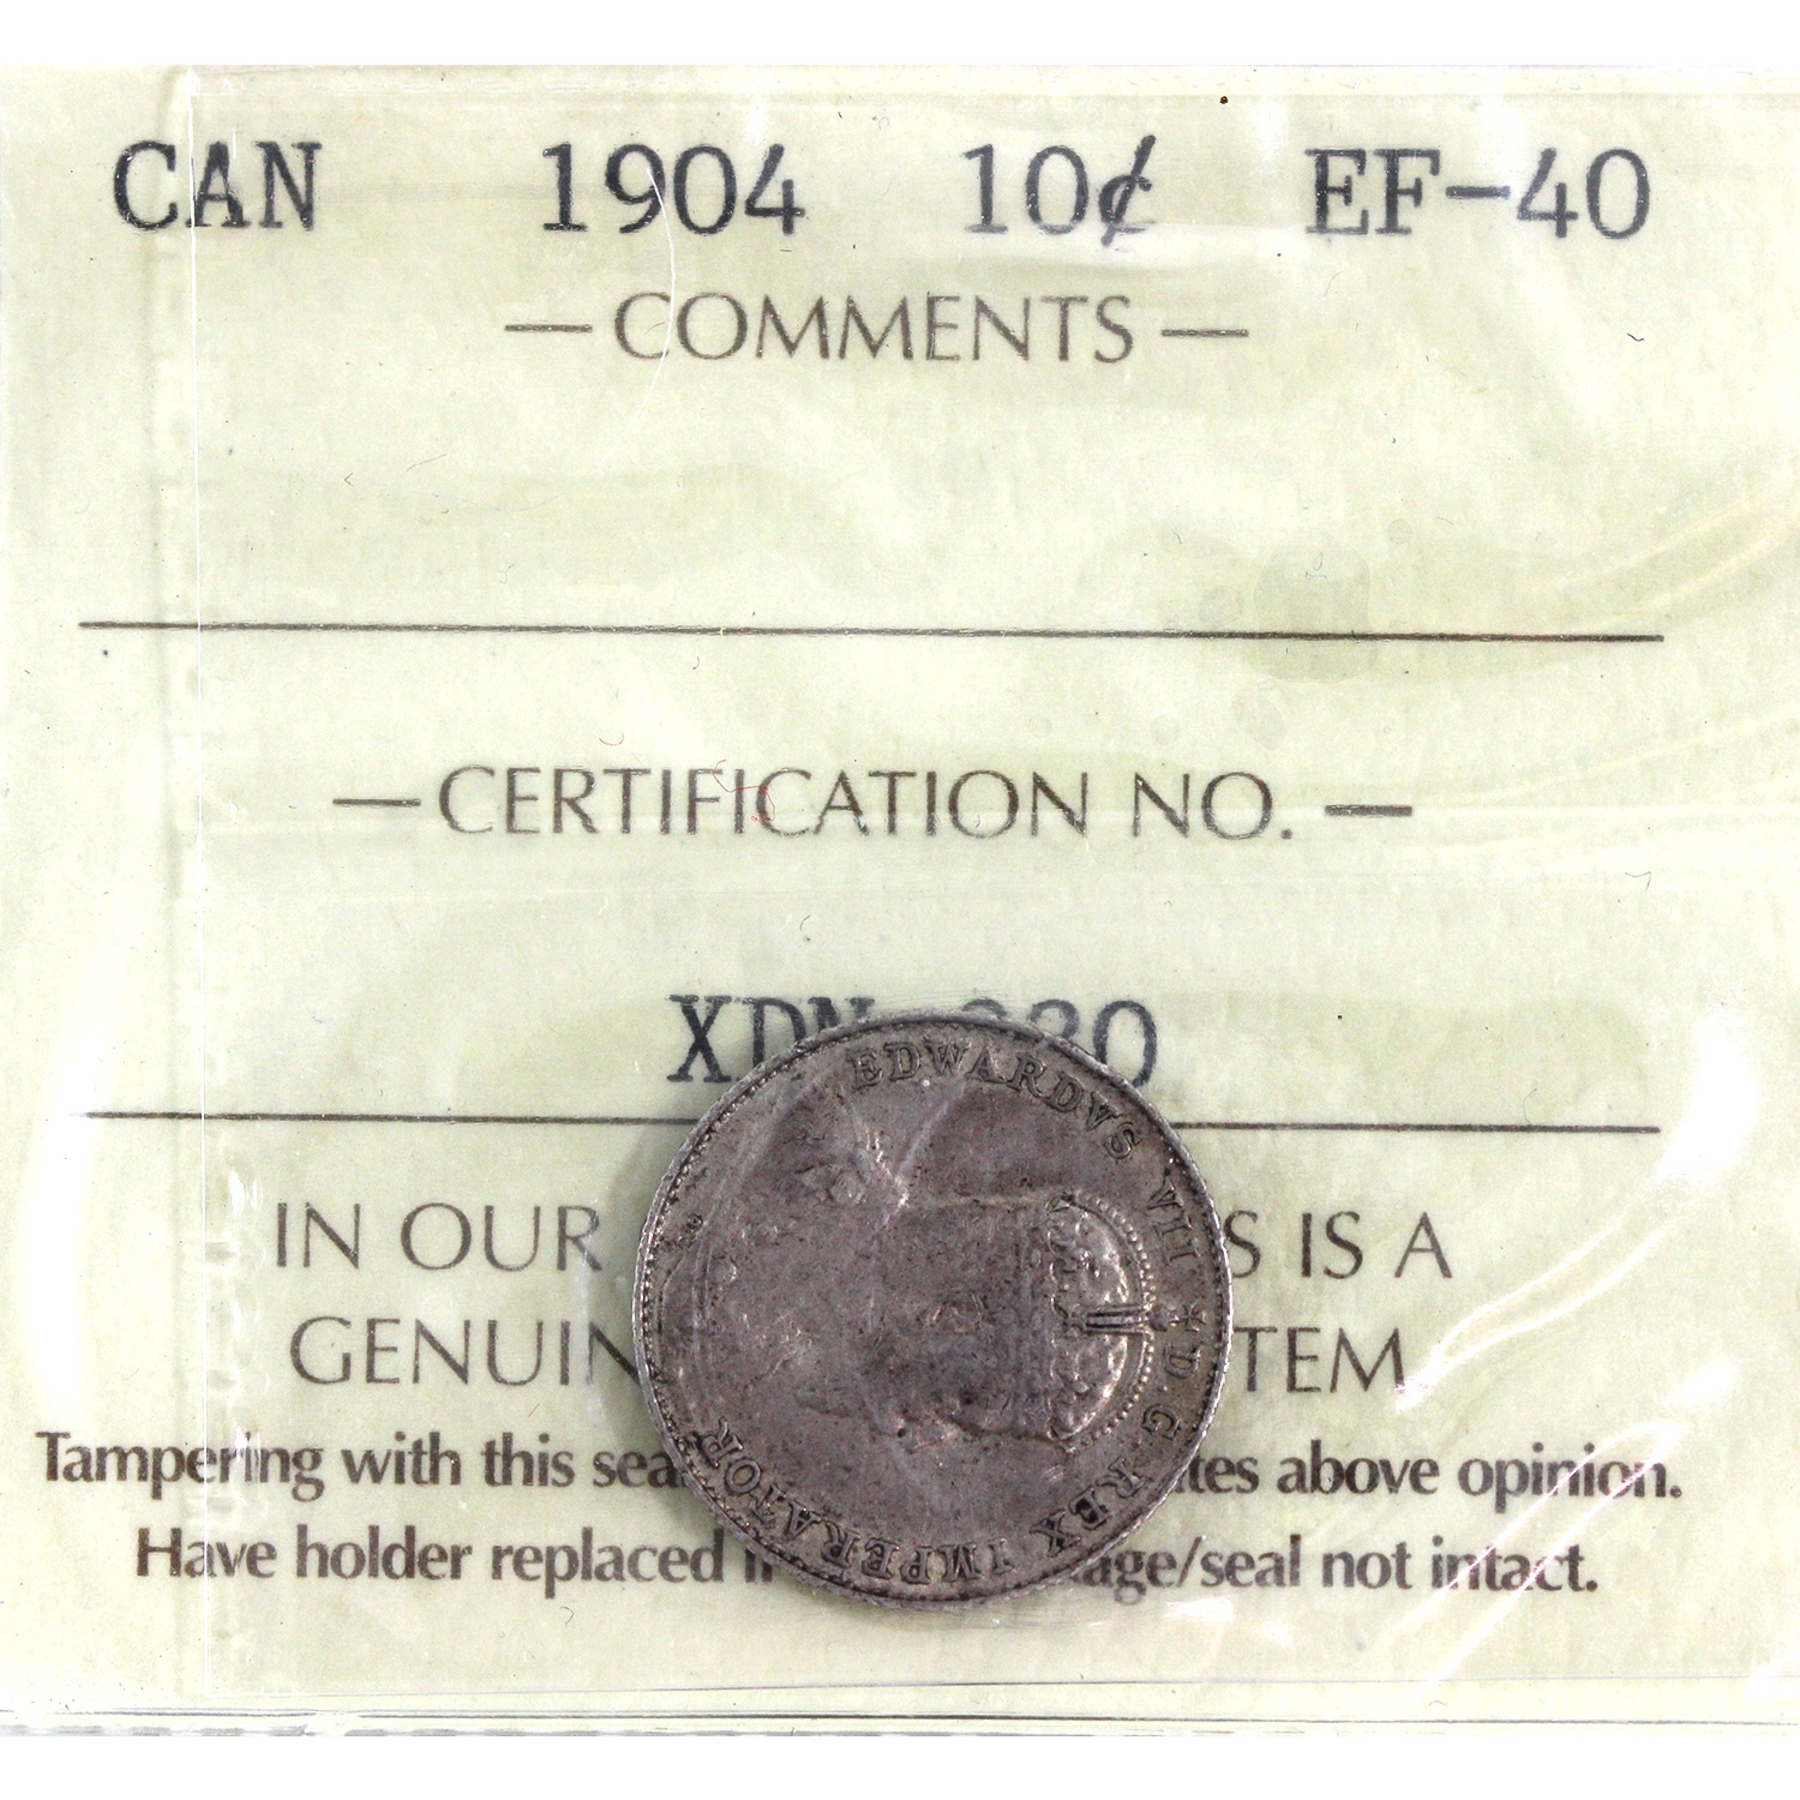 CAN 1904 10¢ EF-40
—COMMENTS—
—CERTIFICATION NO.—
IN OUR IS A
GENUIN TEM
Tampering with this sea tes above opinion.
Have holder replaced age/seal not intact.
EDWARDVS VII D.G. REX IMPERATOR